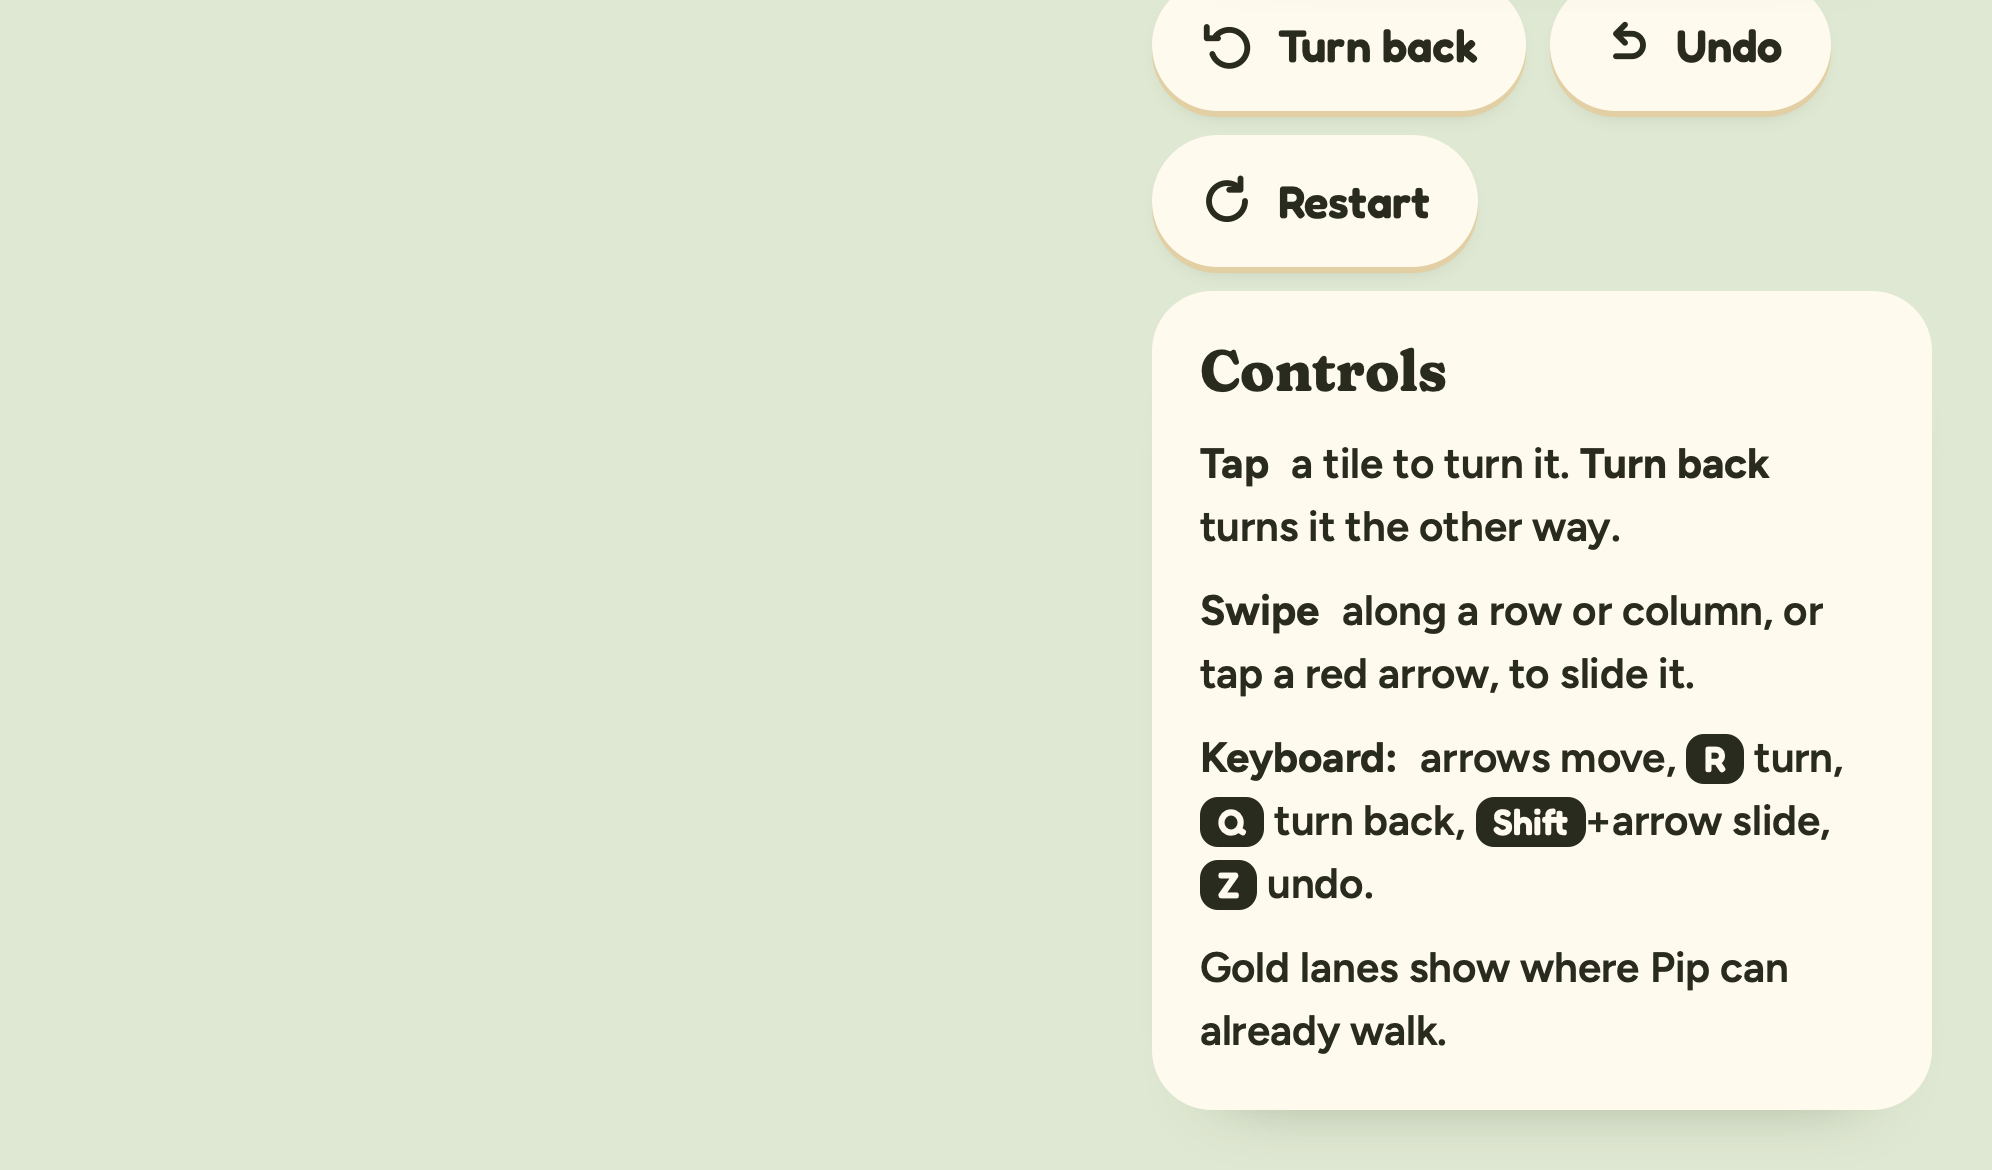 Turn back
Undo
Restart
Controls
Tap a tile to turn it. Turn back
turns it the other way.
Swipe along a row or column, or
tap a red arrow, to slide it.
Keyboard: arrows move, R turn,
Q turn back, Shift+arrow slide,
Z undo.
Gold lanes show where Pip can
already walk.